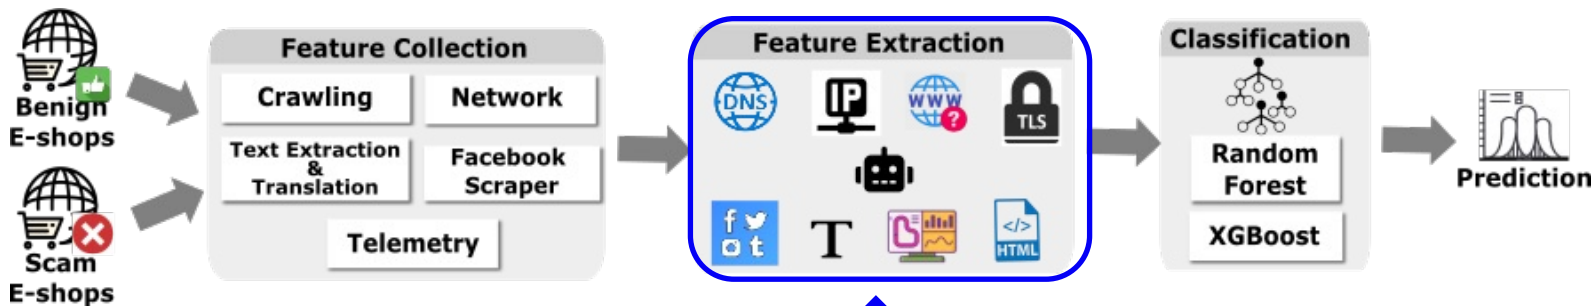 Benign
E-shops
Scam
E-shops
Feature Collection
Crawling
Network
Text Extraction
&
Translation
Facebook
Scraper
Telemetry
Feature Extraction
DNS
IP
WWW
?
TLS
f
t
T
</>
HTML
Classification
Random
Forest
XGBoost
Prediction